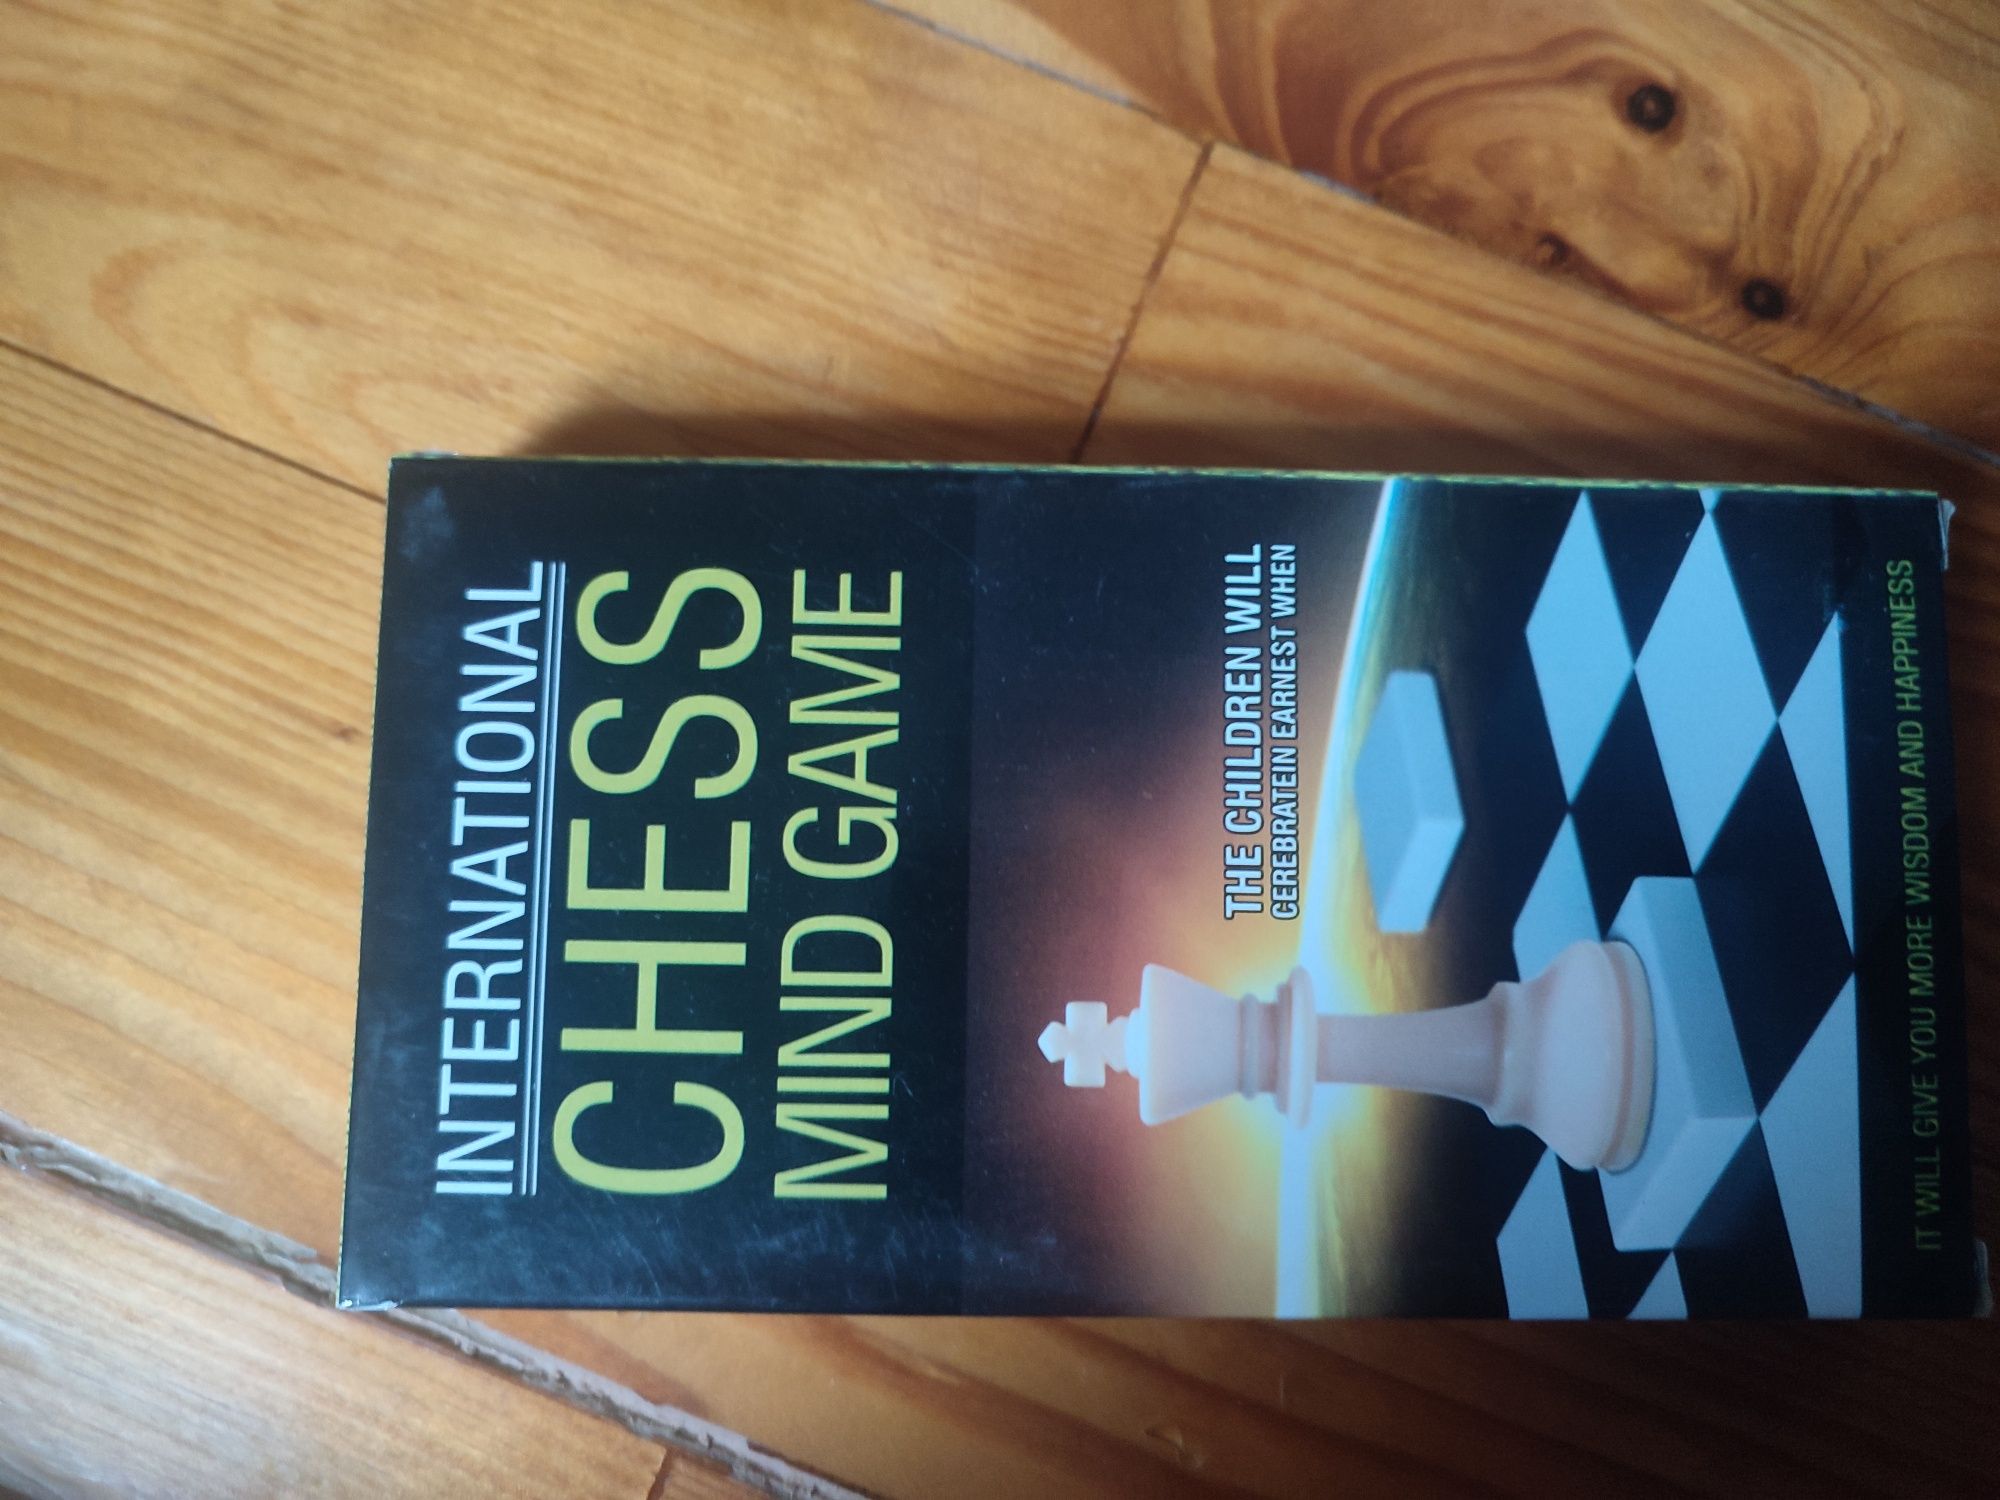 INTERNATIONAL
CHESS
MIND GAME
THE CHILDREN WILL
CEREBRATEIN EARNEST WHEN
IT WILL GIVE YOU MORE WISDOM AND HAPPINESS